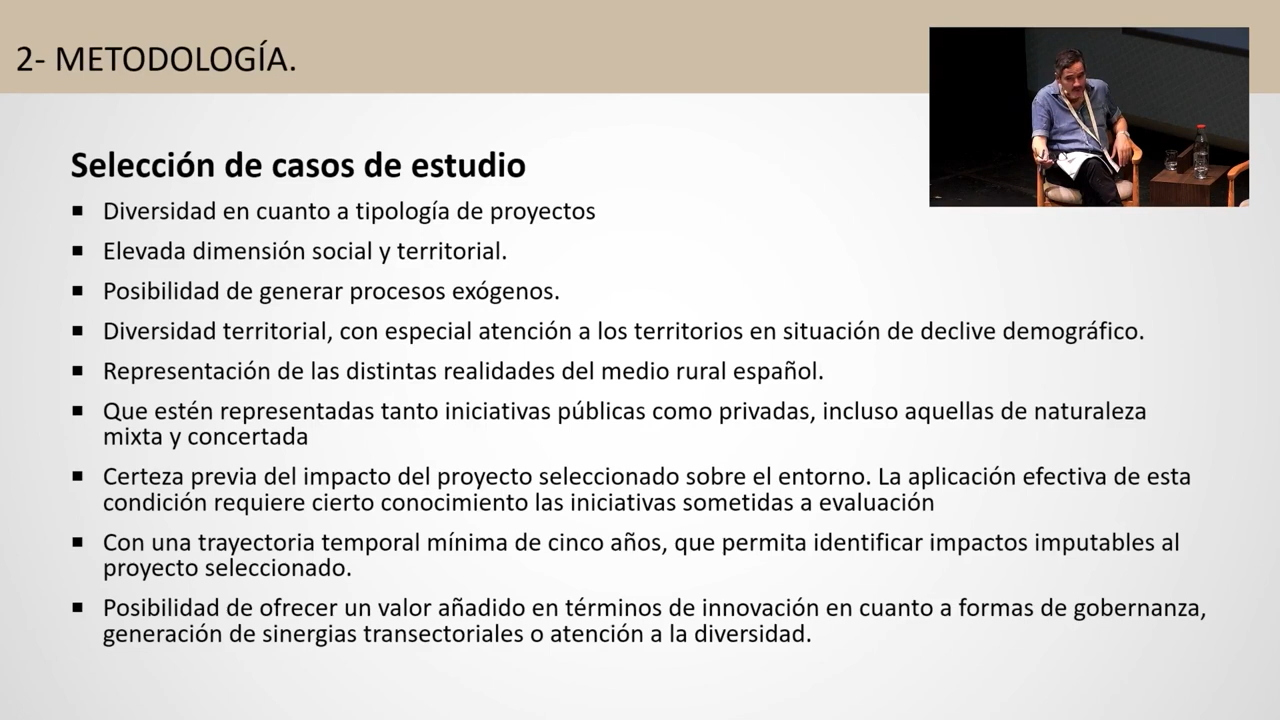 2- METODOLOGÍA.
Selección de casos de estudio
▪ Diversidad en cuanto a tipología de proyectos
▪ Elevada dimensión social y territorial.
▪ Posibilidad de generar procesos exógenos.
▪ Diversidad territorial, con especial atención a los territorios en situación de declive demográfico.
▪ Representación de las distintas realidades del medio rural español.
▪ Que estén representadas tanto iniciativas públicas como privadas, incluso aquellas de naturaleza
mixta y concertada
▪ Certeza previa del impacto del proyecto seleccionado sobre el entorno. La aplicación efectiva de esta
condición requiere cierto conocimiento las iniciativas sometidas a evaluación
▪ Con una trayectoria temporal mínima de cinco años, que permita identificar impactos imputables al
proyecto seleccionado.
▪ Posibilidad de ofrecer un valor añadido en términos de innovación en cuanto a formas de gobernanza,
generación de sinergias transectoriales o atención a la diversidad.